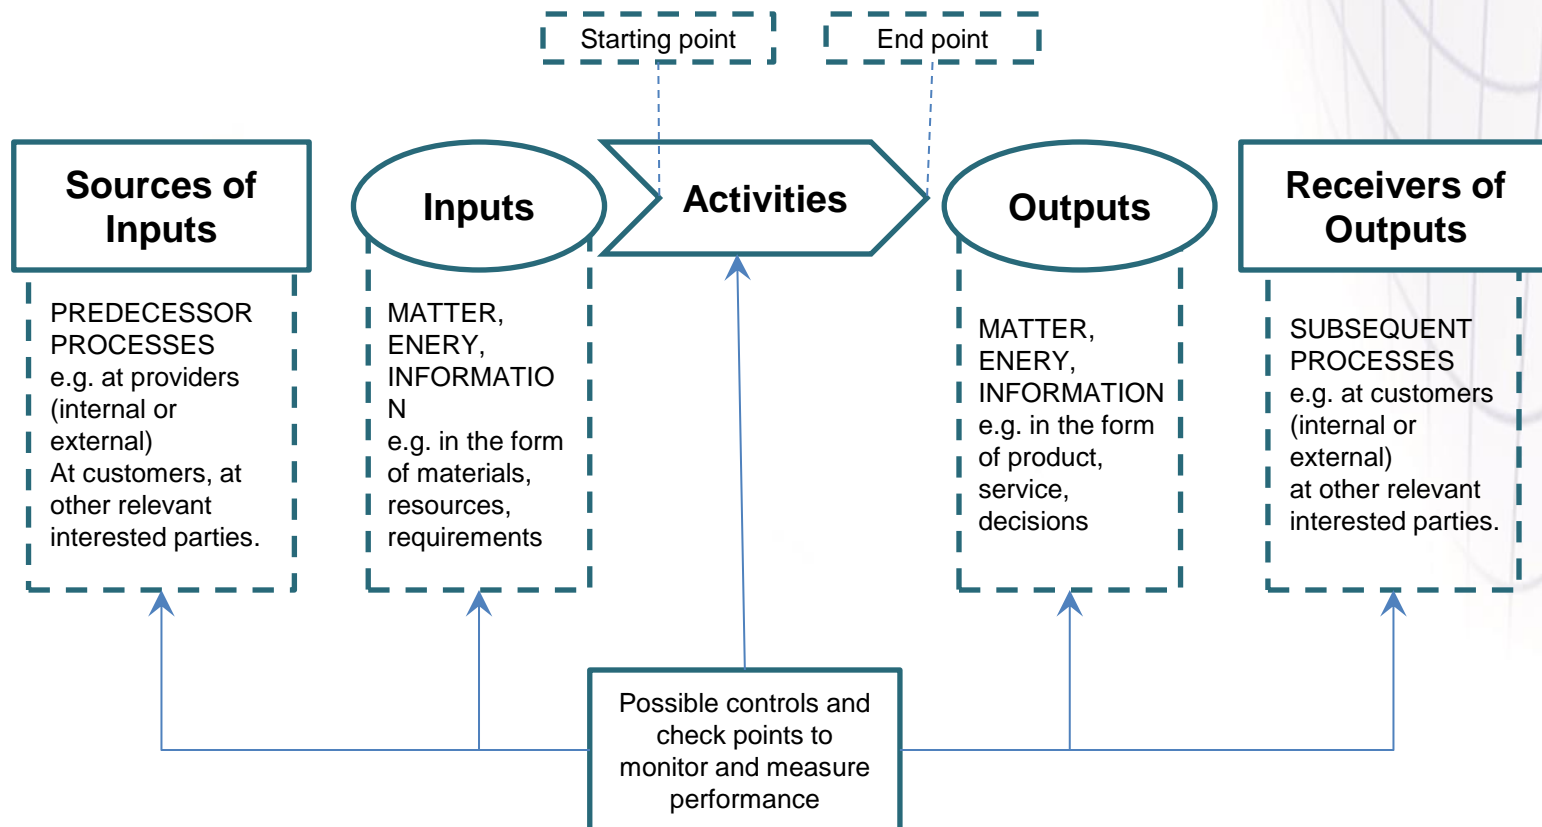 Starting point
End point
Sources of
Inputs
Inputs
Activities
Outputs
Receivers of
Outputs
PREDECESSOR
PROCESSES
e.g. at providers
(internal or
external)
At customers, at
other relevant
interested parties.
MATTER,
ENERY,
INFORMATIO
N
e.g. in the form
of materials,
resources,
requirements
MATTER,
ENERY,
INFORMATION
e.g. in the form
of product,
service,
decisions
SUBSEQUENT
PROCESSES
e.g. at customers
(internal or
external)
at other relevant
interested parties.
Possible controls and
check points to
monitor and measure
performance